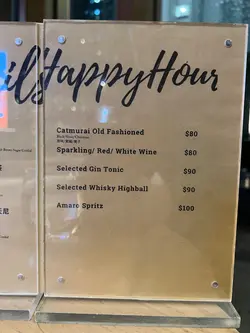 Happy Hour
Catmurai Old Fashioned $80
Sparkling/ Red/ White Wine $80
Selected Gin Tonic $90
Selected Whisky Highball $90
Amaro Spritz $100